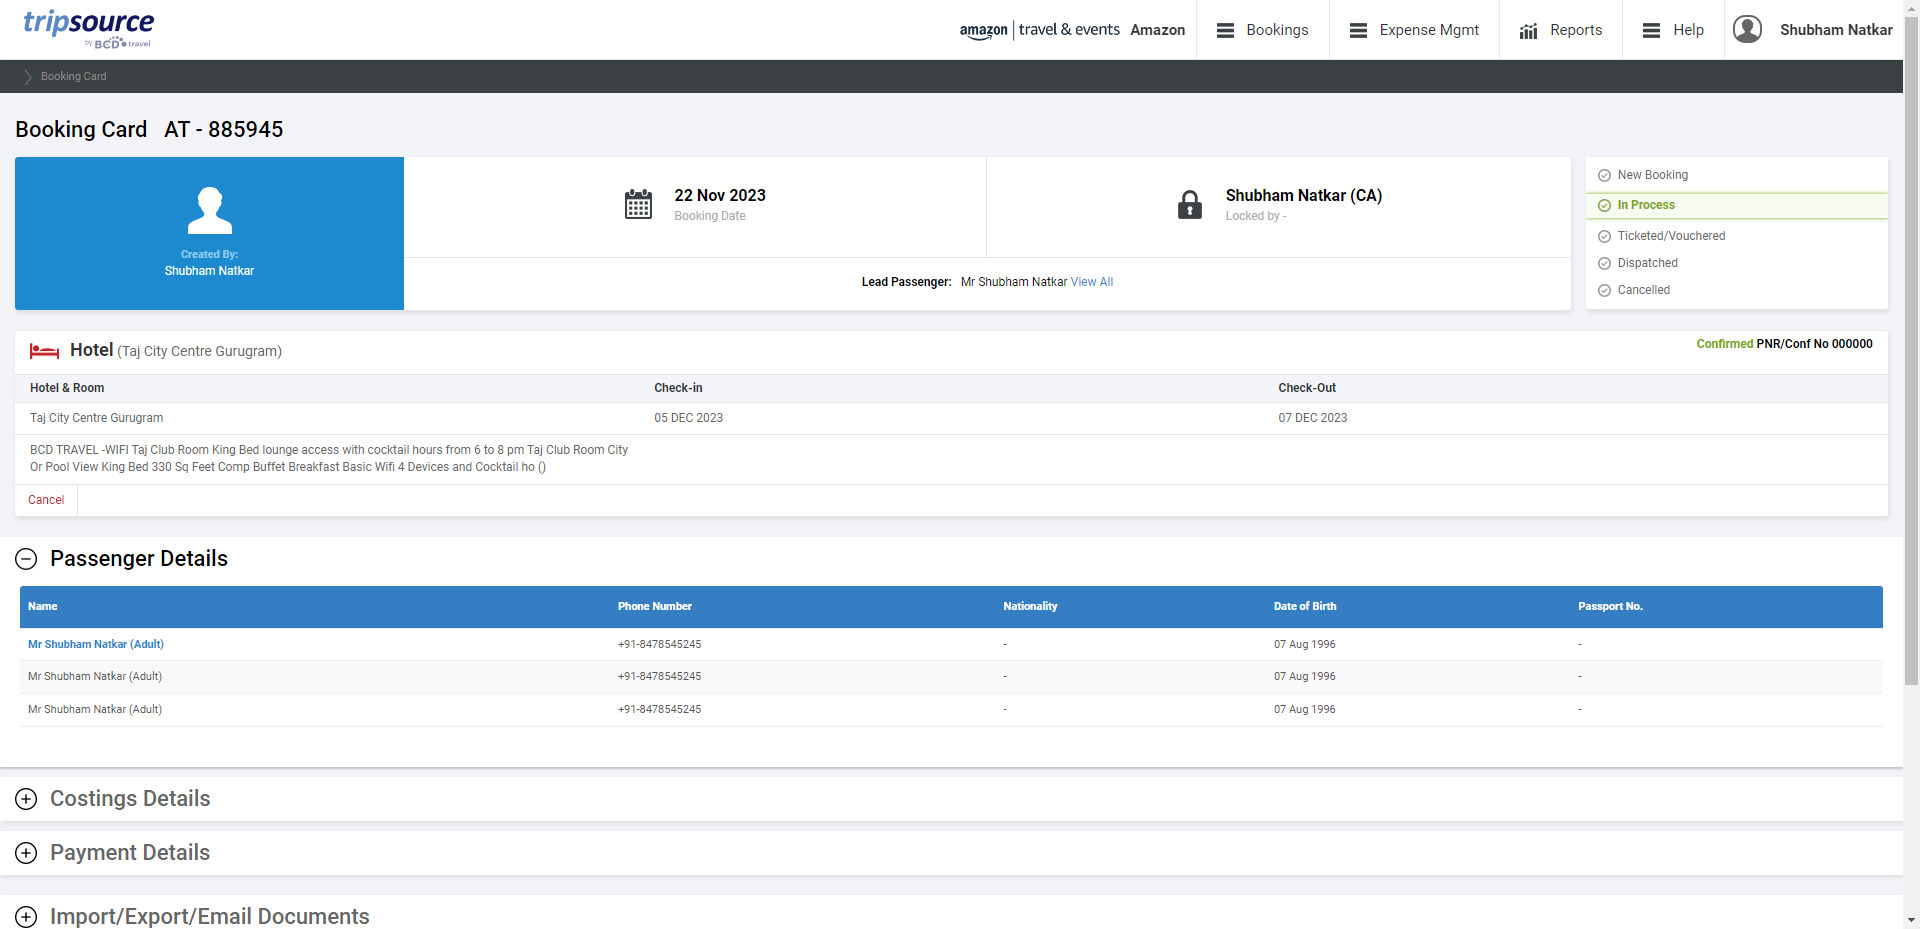 tripsource
by BCD travel
amazon | travel & events Amazon
Bookings
Expense Mgmt
Reports
Help
Shubham Natkar
Booking Card
Booking Card AT - 885945
Created By:
Shubham Natkar
22 Nov 2023
Booking Date
Shubham Natkar (CA)
Locked by -
Lead Passenger: Mr Shubham Natkar View All
New Booking
In Process
Ticketed/Vouchered
Dispatched
Cancelled
Hotel (Taj City Centre Gurugram)
Confirmed PNR/Conf No 000000
Hotel & Room Check-in Check-Out
Taj City Centre Gurugram 05 DEC 2023 07 DEC 2023
BCD TRAVEL -WIFI Taj Club Room King Bed lounge access with cocktail hours from 6 to 8 pm Taj Club Room City
Or Pool View King Bed 330 Sq Feet Comp Buffet Breakfast Basic Wifi 4 Devices and Cocktail ho ()
Cancel
Passenger Details
Name Phone Number Nationality Date of Birth Passport No.
Mr Shubham Natkar (Adult) +91-8478545245 - 07 Aug 1996 -
Mr Shubham Natkar (Adult) +91-8478545245 - 07 Aug 1996 -
Mr Shubham Natkar (Adult) +91-8478545245 - 07 Aug 1996 -
Costings Details
Payment Details
Import/Export/Email Documents